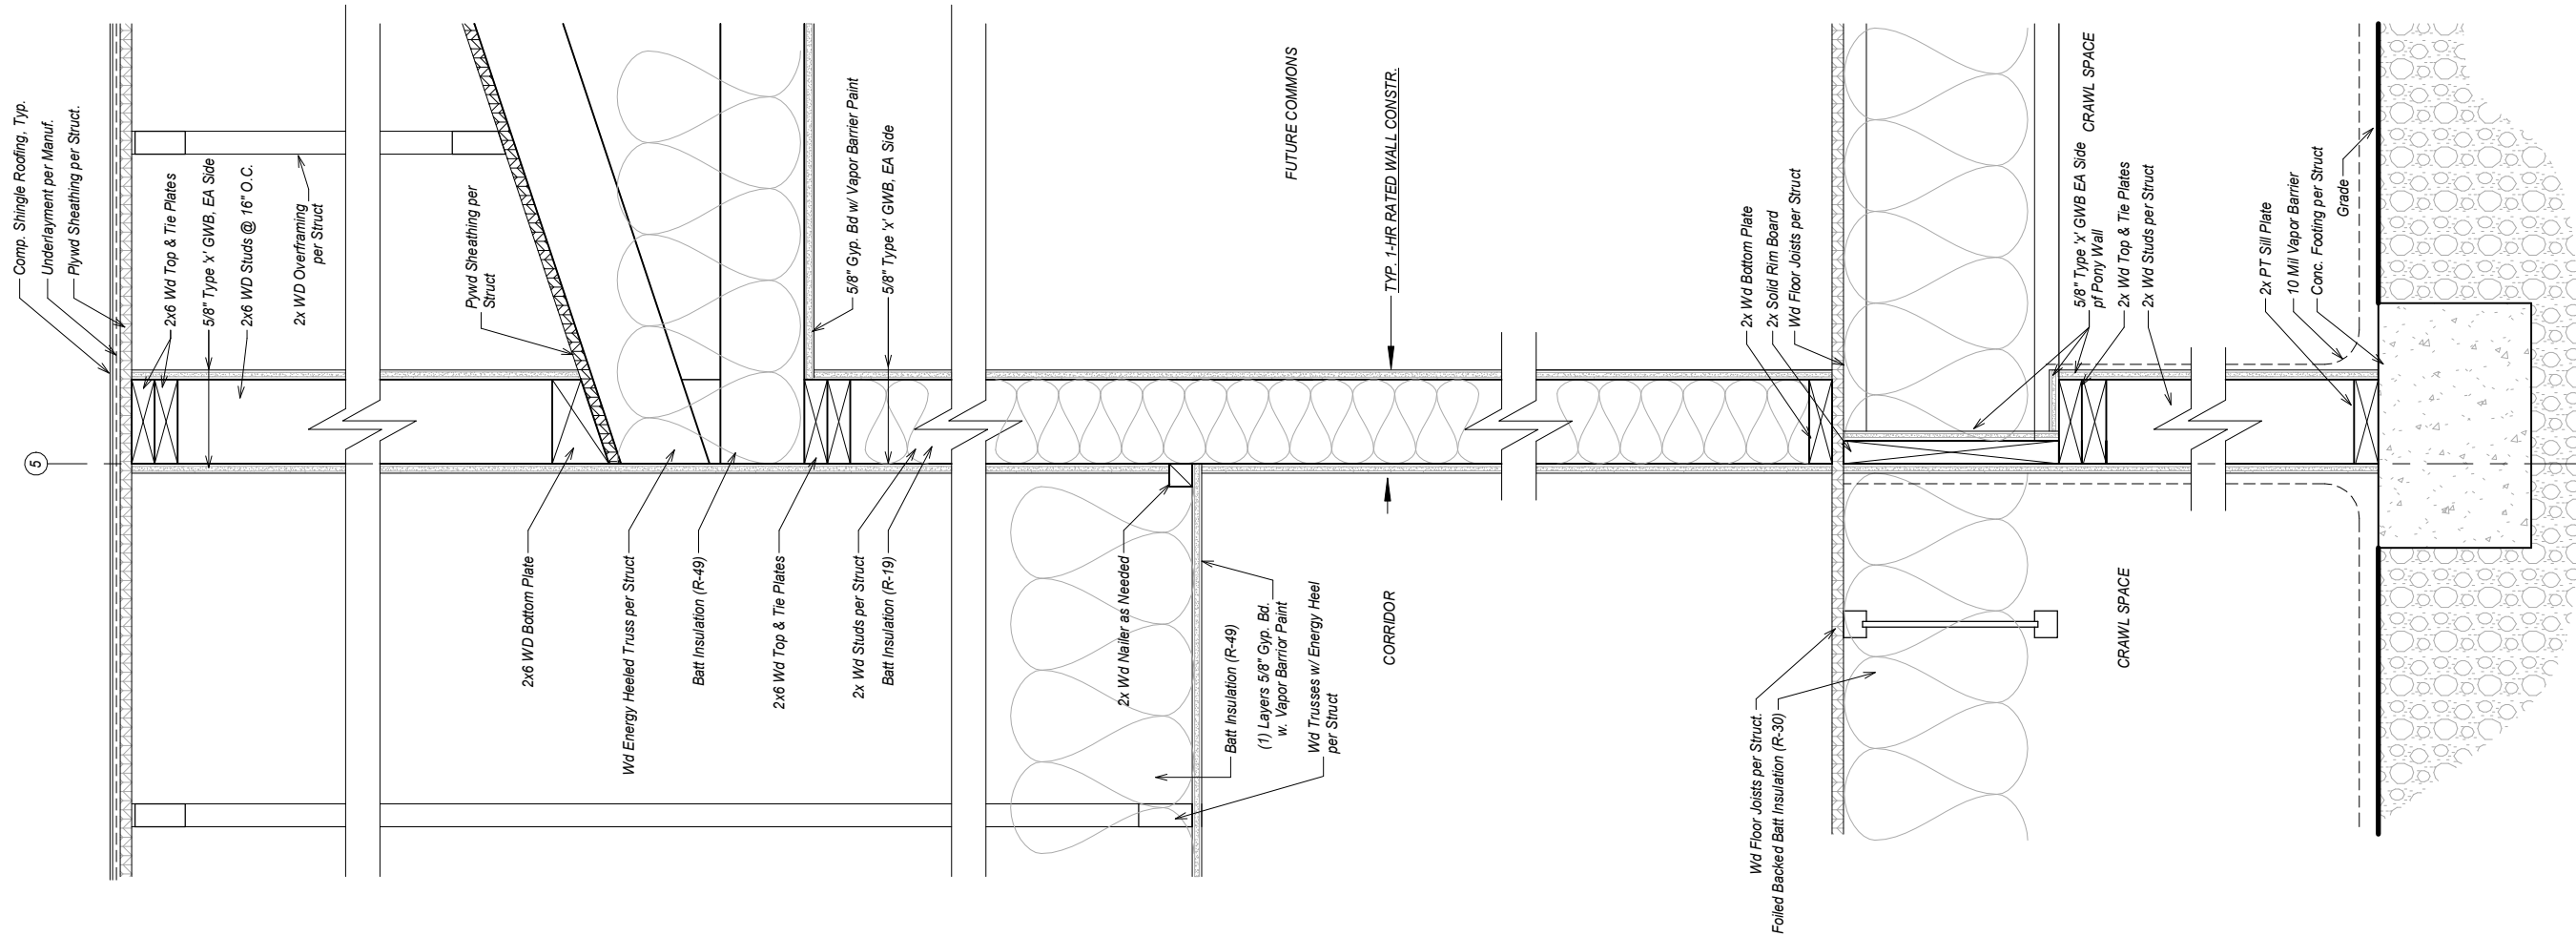 Comp. Shingle Roofing, Typ.
Underlayment per Manuf.
Plywd Sheathing per Struct.
2x6 Wd Top & Tie Plates
5/8" Type 'x' GWB, EA Side
2x6 WD Studs @ 16" O.C.
2x WD Overframing
per Struct
Pywd Sheathing per
Struct
5/8" Gyp. Bd w/ Vapor Barrier Paint
5/8" Type 'x' GWB, EA Side
FUTURE COMMONS
TYP. 1-HR RATED WALL CONSTR.
2x Wd Bottom Plate
2x Solid Rim Board
Wd Floor Joists per Struct
CRAWL SPACE
5/8" Type 'x' GWB EA Side
pf Pony Wall
2x Wd Top & Tie Plates
2x Wd Studs per Struct
2x PT Sill Plate
10 Mil Vapor Barrier
Conc. Footing per Struct
Grade
5
2x6 WD Bottom Plate
Wd Energy Heeled Truss per Struct
Batt Insulation (R-49)
2x6 Wd Top & Tie Plates
2x Wd Studs per Struct
Batt Insulation (R-19)
2x Wd Nailer as Needed
Batt Insulation (R-49)
(1) Layers 5/8" Gyp. Bd.
w. Vapor Barrior Paint
Wd Trusses w/ Energy Heel
per Struct
CORRIDOR
Wd Floor Joists per Struct.
Foiled Backed Batt Insulation (R-30)
CRAWL SPACE